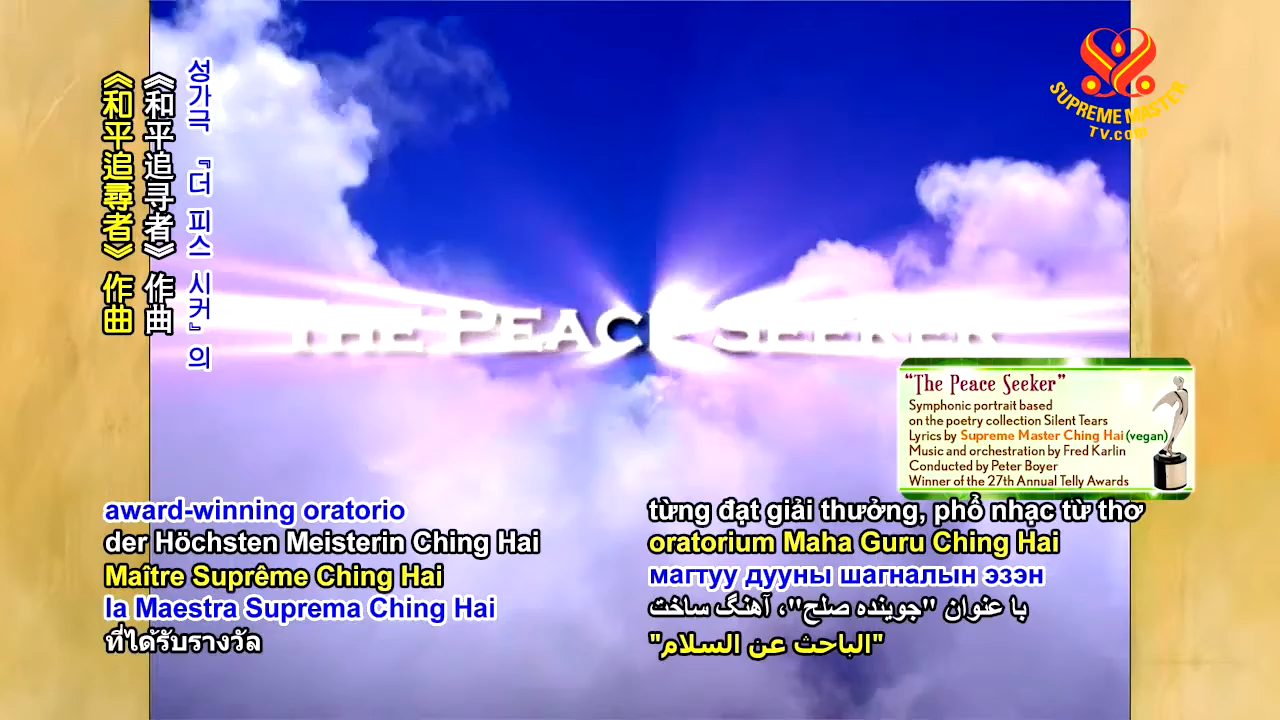 성가극 『더 피스 시커』의
《和平追寻者》作曲
《和平追尋者》作曲
SUPREME MASTER
TV.com
THE PEACE SEEKER
“The Peace Seeker”
Symphonic portrait based
on the poetry collection Silent Tears
Lyrics by Supreme Master Ching Hai (vegan)
Music and orchestration by Fred Karlin
Conducted by Peter Boyer
Winner of the 27th Annual Telly Awards
award-winning oratorio
der Höchsten Meisterin Ching Hai
Maître Suprême Ching Hai
la Maestra Suprema Ching Hai
ที่ได้รับรางวัล
từng đạt giải thưởng, phổ nhạc từ thơ
oratorium Maha Guru Ching Hai
магтуу дууны шагналын эзэн
با عنوان "جوینده صلح"، آهنگ ساخت
"الباحث عن السلام"